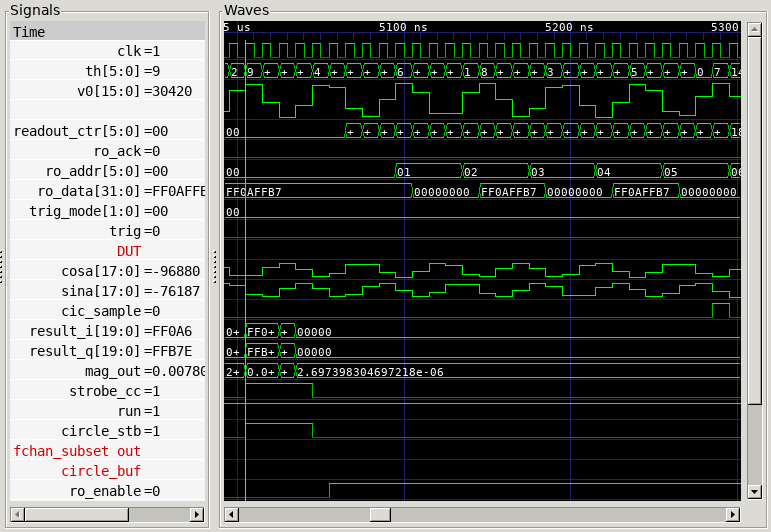 Signals
Waves
Time
clk=1
th[5:0]=9
v0[15:0]=30420
readout_ctr[5:0]=00
ro_ack=0
ro_addr[5:0]=00
ro_data[31:0]=FF0AFFB
trig_mode[1:0]=00
trig=0
DUT
cosa[17:0]=-96880
sina[17:0]=-76187
cic_sample=0
result_i[19:0]=FF0A6
result_q[19:0]=FFB7E
mag_out=0.00780
strobe_cc=1
run=1
circle_stb=1
fchan_subset out
circle_buf
ro_enable=0
5 us 5100 ns 5200 ns 5300
2 9 + + + 4 + + + + 6 + + + 1 8 + + + 3 + + + + 5 + + + 0 7 14
00 + + + + + + + + + + + + + + + + + + + + + + + 18
00 01 02 03 04 05 06
FF0AFFB7 00000000 FF0AFFB7 00000000 FF0AFFB7 00000000
00
0+ FF0+ + 00000
0+ FFB+ + 00000
2+ 0.0+ + 2.697398304697218e-06